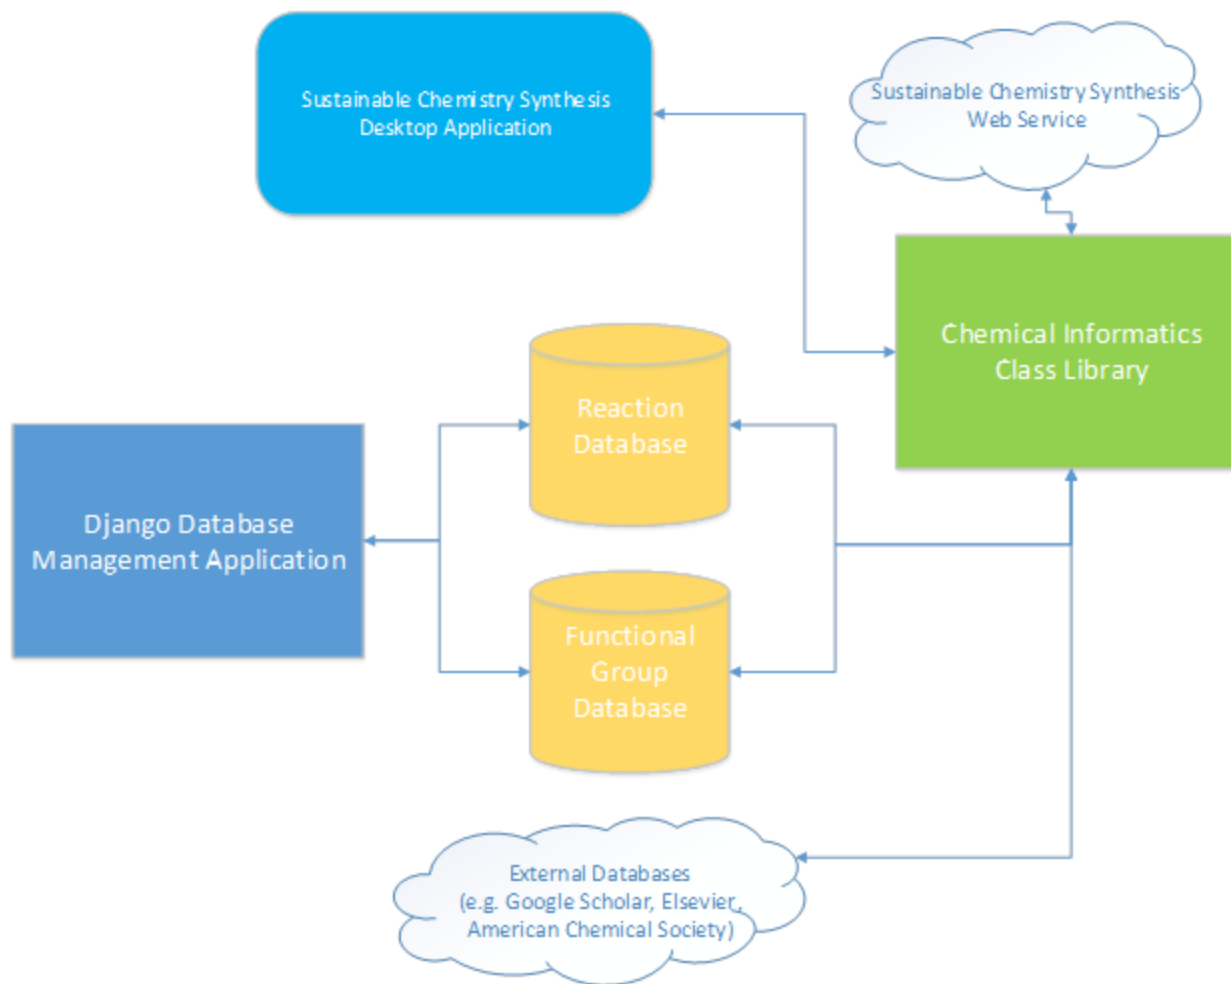 Sustainable Chemistry Synthesis
Desktop Application
Sustainable Chemistry Synthesis
Web Service
Chemical Informatics
Class Library
Reaction
Database
Django Database
Management Application
Functional
Group
Database
External Databases
(e.g. Google Scholar, Elsevier,
American Chemical Society)